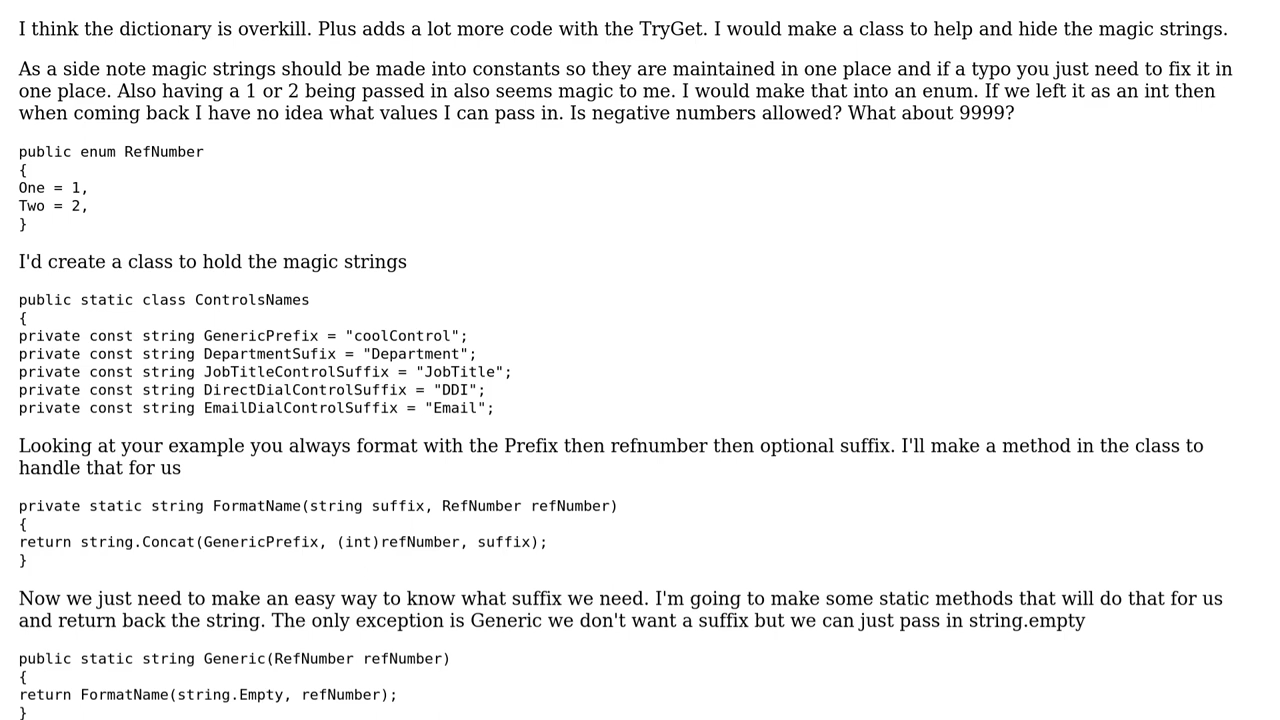 I think the dictionary is overkill. Plus adds a lot more code with the TryGet. I would make a class to help and hide the magic strings.
As a side note magic strings should be made into constants so they are maintained in one place and if a typo you just need to fix it in
one place. Also having a 1 or 2 being passed in also seems magic to me. I would make that into an enum. If we left it as an int then
when coming back I have no idea what values I can pass in. Is negative numbers allowed? What about 9999?
public enum RefNumber
{
One = 1,
Two = 2,
}
I'd create a class to hold the magic strings
public static class ControlsNames
{
private const string GenericPrefix = "coolControl";
private const string DepartmentSufix = "Department";
private const string JobTitleControlSuffix = "JobTitle";
private const string DirectDialControlSuffix = "DDI";
private const string EmailDialControlSuffix = "Email";
Looking at your example you always format with the Prefix then refnumber then optional suffix. I'll make a method in the class to
handle that for us
private static string FormatName(string suffix, RefNumber refNumber)
{
return string.Concat(GenericPrefix, (int)refNumber, suffix);
}
Now we just need to make an easy way to know what suffix we need. I'm going to make some static methods that will do that for us
and return back the string. The only exception is Generic we don't want a suffix but we can just pass in string.empty
public static string Generic(RefNumber refNumber)
{
return FormatName(string.Empty, refNumber);
}